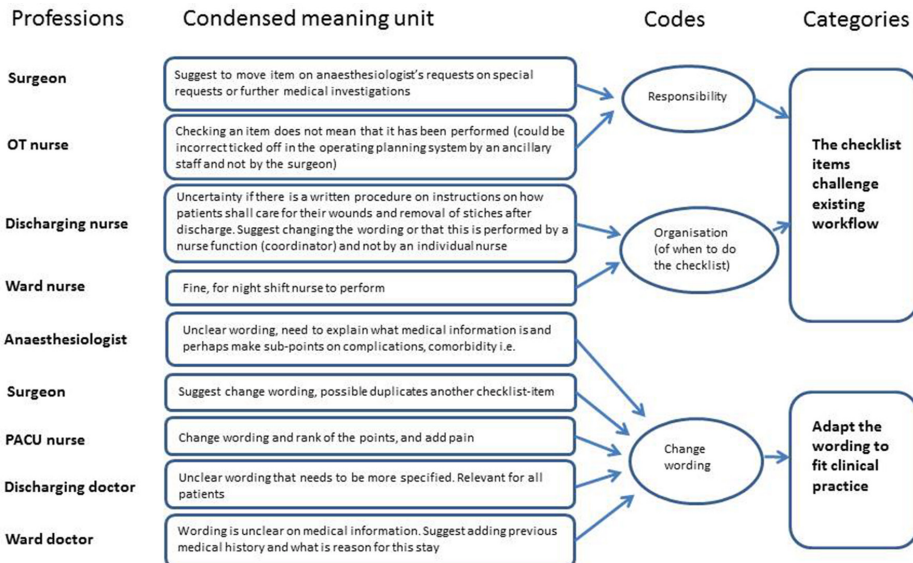 Professions
Condensed meaning unit
Codes
Categories
Surgeon
Suggest to move item on anaesthesiologist's requests on special
requests or further medical investigations
OT nurse
Checking an item does not mean that it has been performed (could be
incorrect ticked off in the operating planning system by an ancillary
staff and not by the surgeon)
Responsibility
Discharging nurse
Uncertainty if there is a written procedure on instructions on how
patients shall care for their wounds and removal of stiches after
discharge. Suggest changing the wording or that this is performed by a
nurse function (coordinator) and not by an individual nurse
Ward nurse
Fine, for night shift nurse to perform
Organisation
(of when to do
the checklist)
The checklist
items
challenge
existing
workflow
Anaesthesiologist
Unclear wording, need to explain what medical information is and
perhaps make sub-points on complications, comorbidity i.e.
Surgeon
Suggest change wording, possible duplicates another checklist-item
PACU nurse
Change wording and rank of the points, and add pain
Discharging doctor
Unclear wording that needs to be more specified. Relevant for all
patients
Ward doctor
Wording is unclear on medical information. Suggest adding previous
medical history and what is reason for this stay
Change
wording
Adapt the
wording to
fit clinical
practice